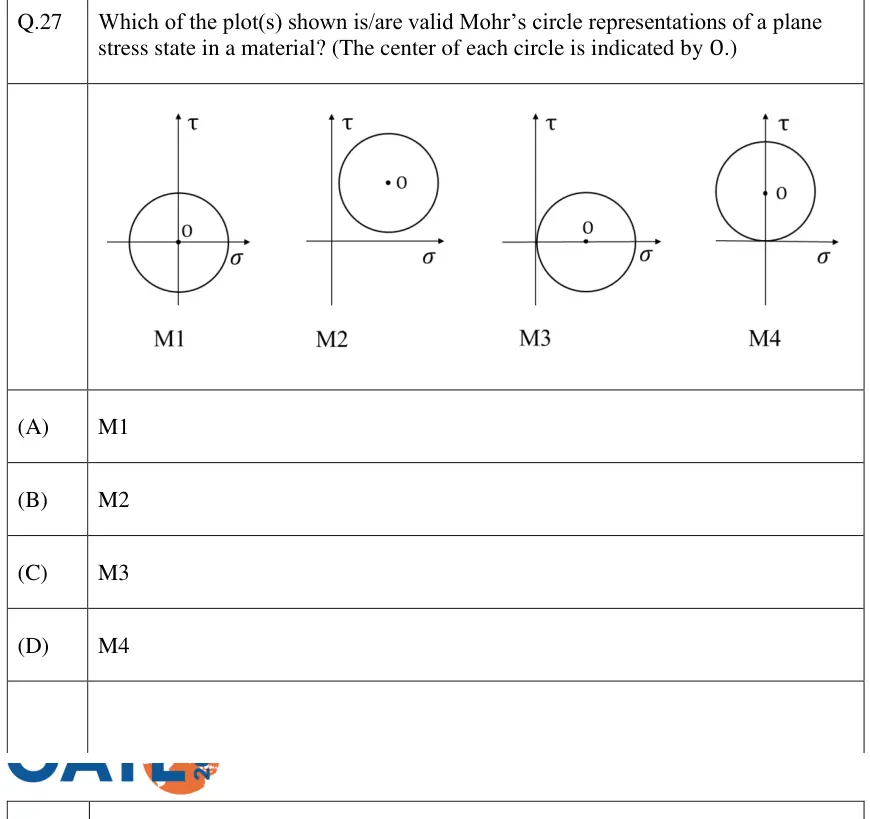 Q.27 Which of the plot(s) shown is/are valid Mohr’s circle representations of a plane
stress state in a material? (The center of each circle is indicated by O.)
τ τ τ τ
O O O O
σ σ σ σ
M1 M2 M3 M4
(A) M1
(B) M2
(C) M3
(D) M4